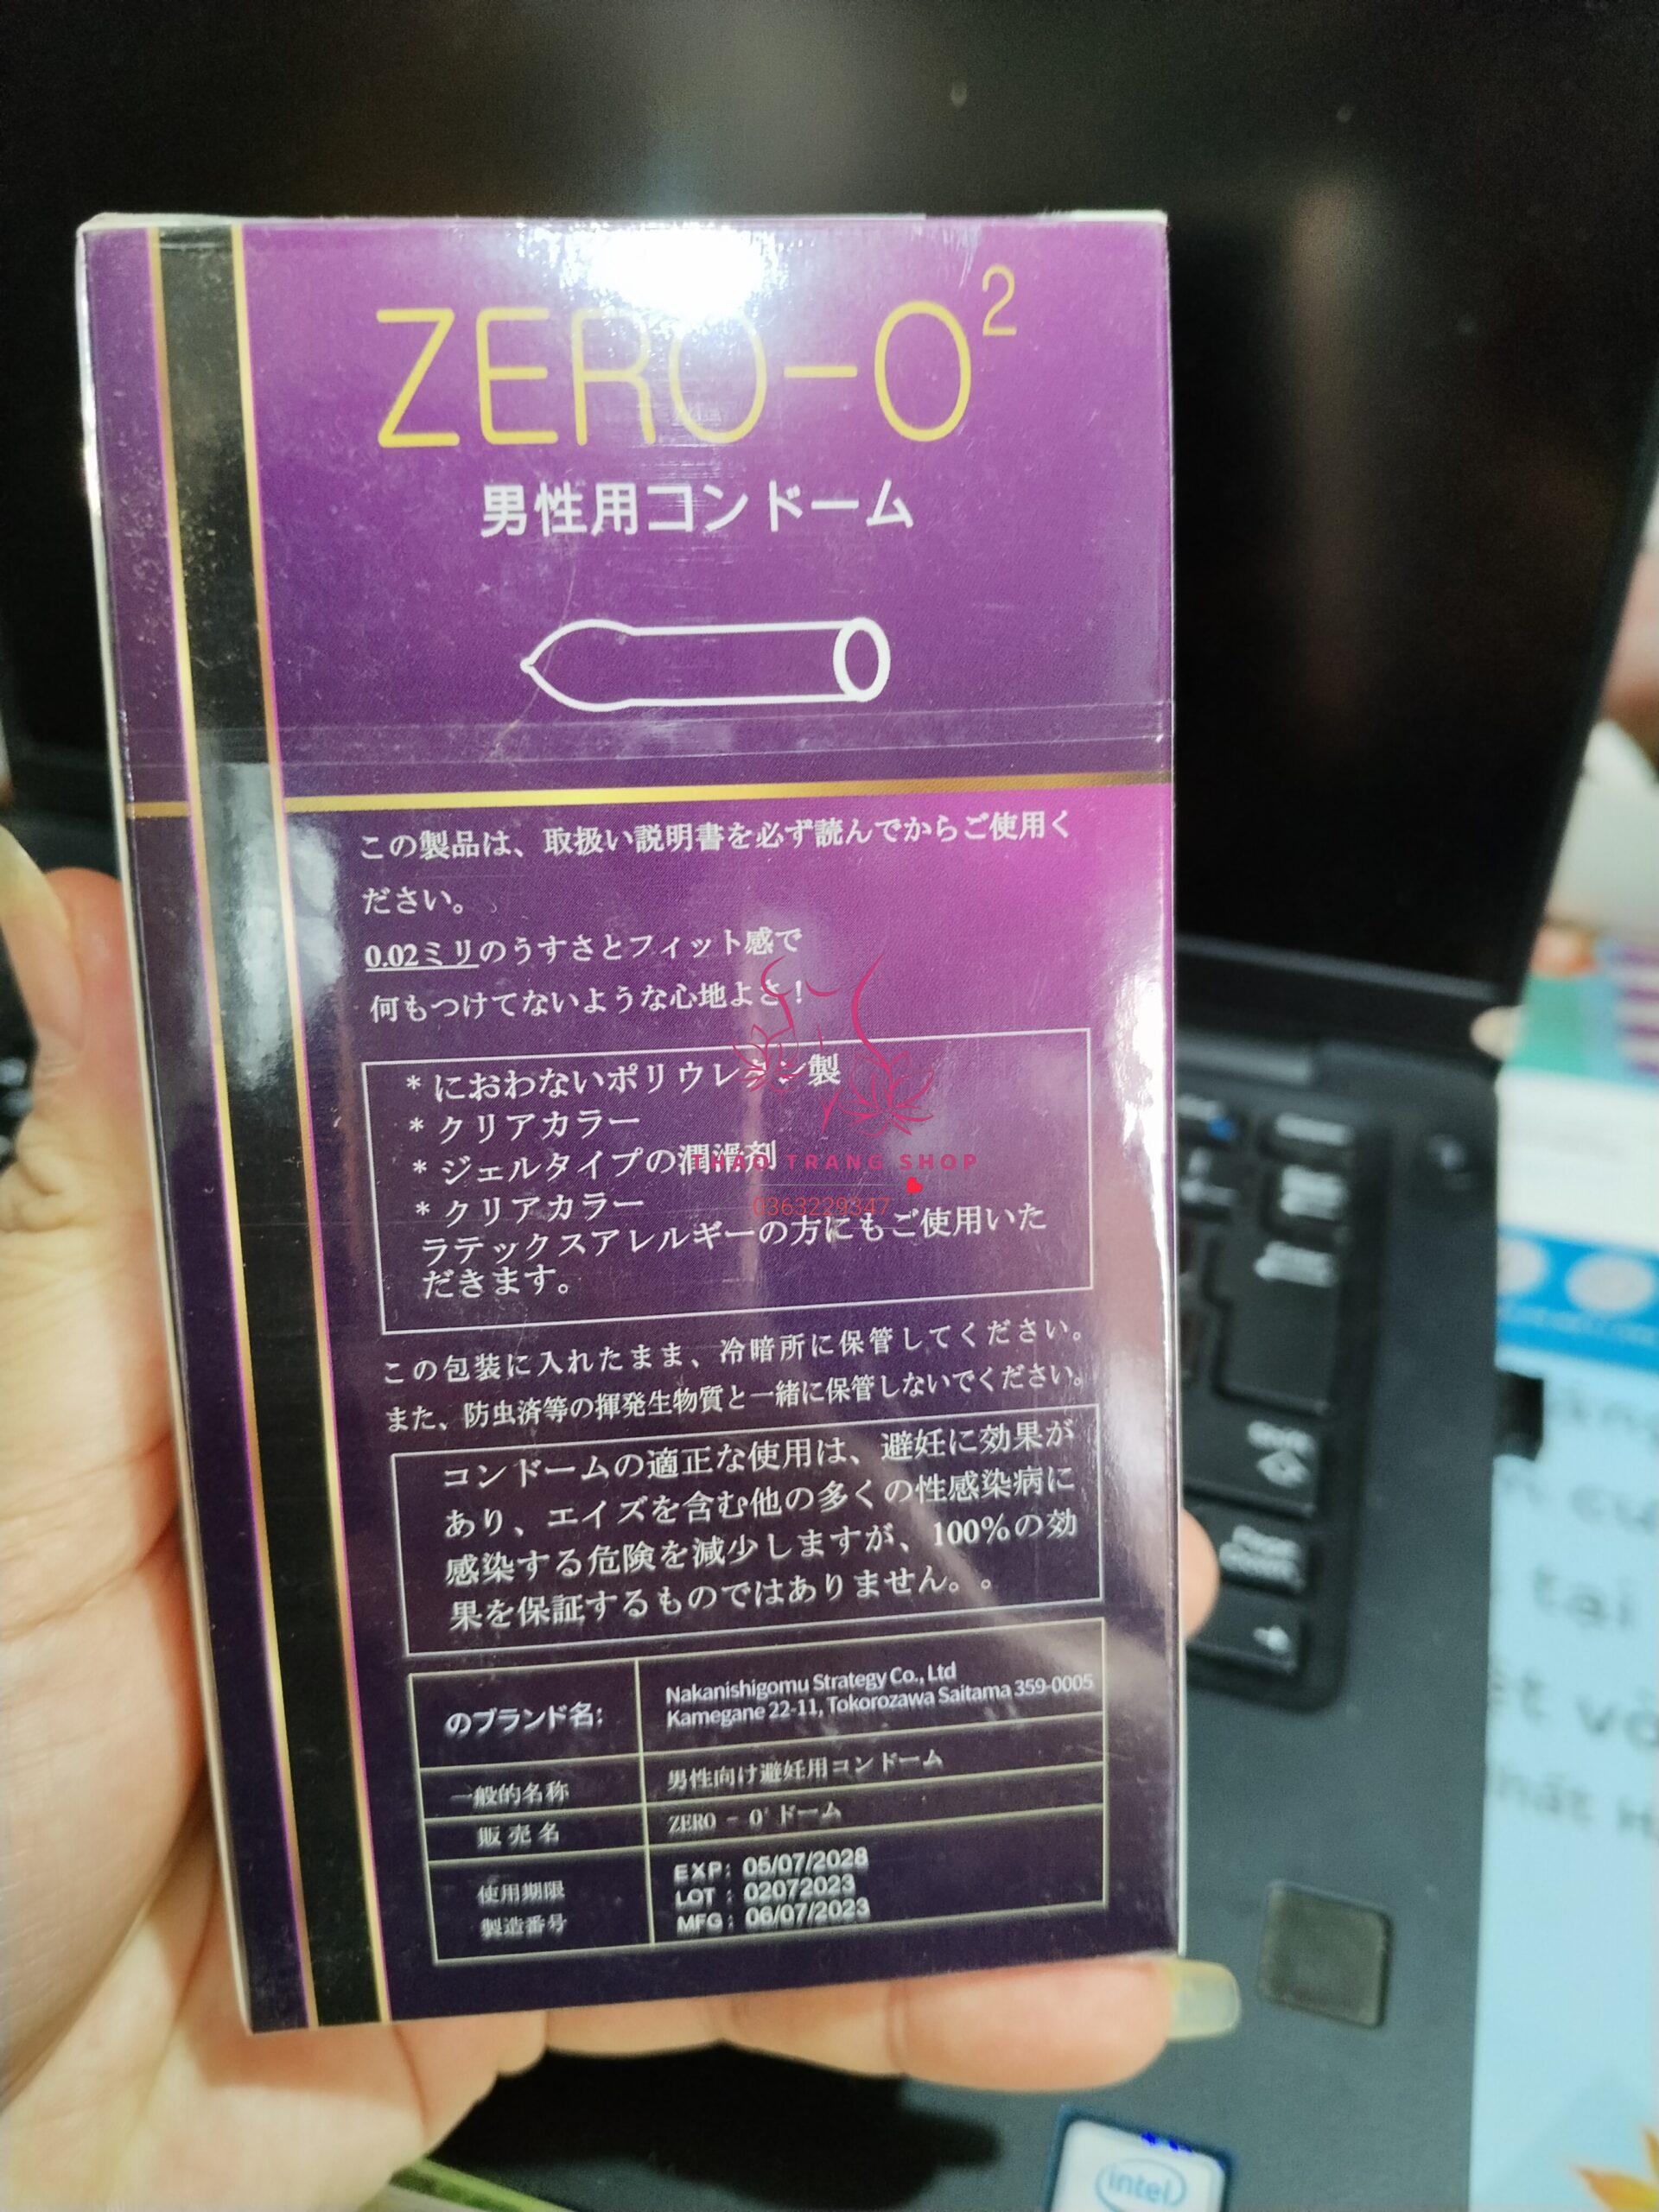 ZERO-O²
男性用コンドーム
この製品は、取扱い説明書を必ず読んでからご使用く
ださい。
0.02ミリのうすさとフィット感で
何もつけてないような心地よさ!
* におわないポリウレタン製
* クリアカラー
* ジェルタイプの潤滑剤
* クリアカラー
ラテックスアレルギーの方にもご使用いた
だきます。
THAO TRANG SHOP
0363229347
この包装に入れたまま、冷暗所に保管してください。
また、防虫済等の揮発生物質と一緒に保管しないでください。
コンドームの適正な使用は、避妊に効果が
あり、エイズを含む他の多くの性感染病に
感染する危険を減少しますが、100%の効
果を保証するものではありません。。
のブランド名:
Nakanishigomu Strategy Co., Ltd
Kamegane 22-11, Tokorozawa Saitama 359-0005
一般的名称
男性向け避妊用コンドーム
販売名
ZERO - O² ドーム
使用期限
製造番号
EXP: 05/07/2028
LOT : 02072023
MFG : 06/07/2023
intel
tại